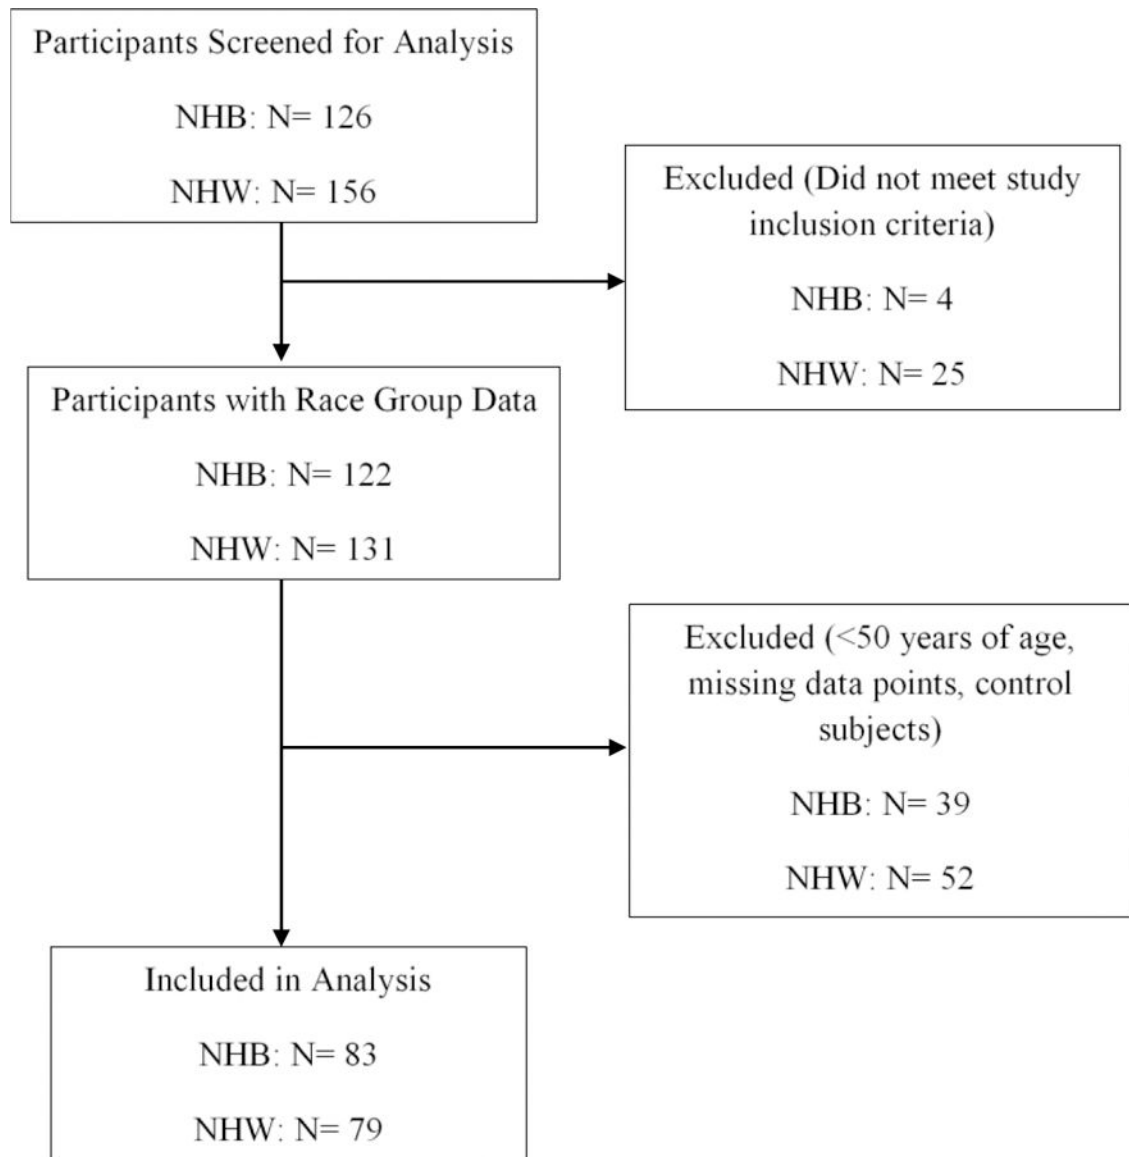 Participants Screened for Analysis
NHB: N= 126
NHW: N= 156
Excluded (Did not meet study
inclusion criteria)
NHB: N= 4
NHW: N= 25
Participants with Race Group Data
NHB: N= 122
NHW: N= 131
Excluded (<50 years of age,
missing data points, control
subjects)
NHB: N= 39
NHW: N= 52
Included in Analysis
NHB: N= 83
NHW: N= 79